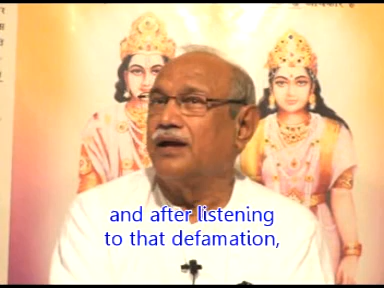 and after listening
to that defamation,